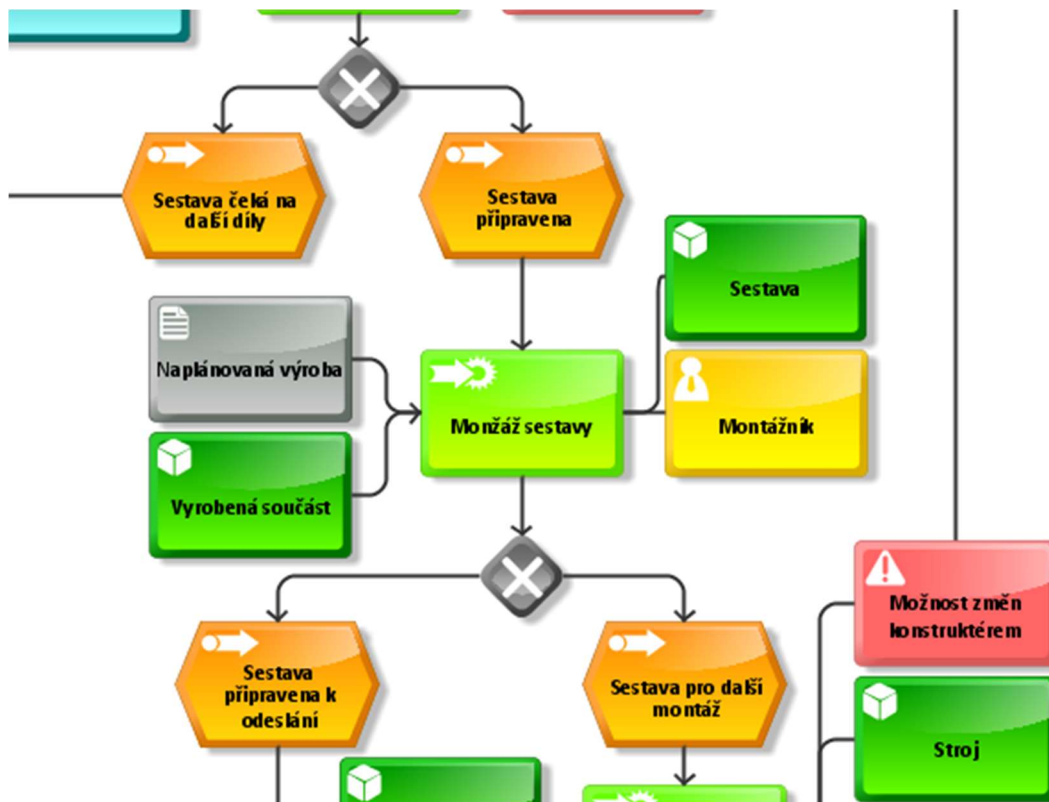 Sestava čeká na
další díly
Sestava
připravena
Sestava
Naplánovaná výroba
Monžáž sestavy
Montážník
Vyrobená součást
Možnost změn
konstruktérem
Sestava
připravena k
odeslání
Sestava pro další
montáž
Stroj